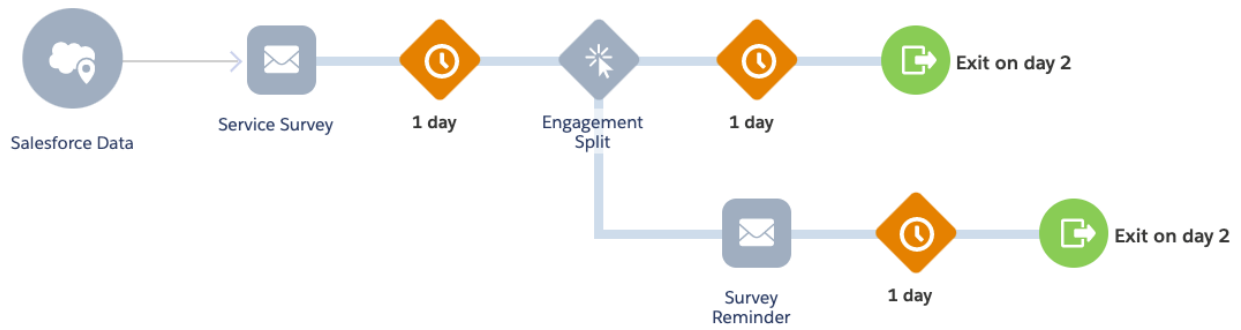 Exit on day 2
Salesforce Data
Service Survey
1 day
Engagement
Split
1 day
Exit on day 2
Survey
Reminder
1 day